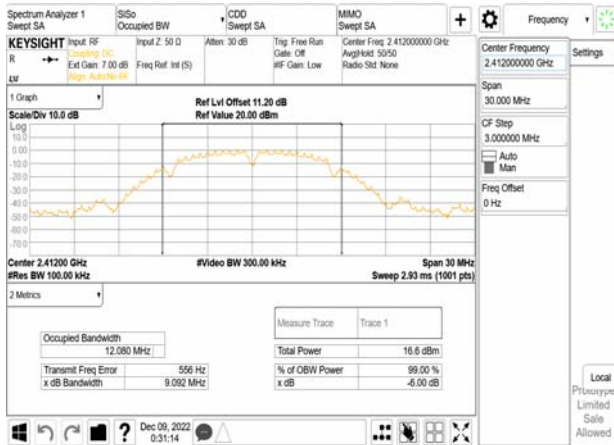 Spectrum Analyzer 1
Swept SA
SiSo
Occupied BW
CDD
Swept SA
MIMO
Swept SA
+
Frequency
KEYSIGHT
R
LV
Input: RF
Coupling: DC
Ext Gain: 7.00 dB
Align: Auto/No RF
Input Z: 50 Ω
Freq Ref: Int (S)
Atten: 30 dB
Trig: Free Run
Gate: Off
#IF Gain: Low
Center Freq: 2.412000000 GHz
Avg|Hold: 50/50
Radio Std: None
Center Frequency
2.412000000 GHz
Settings
Span
30.000 MHz
CF Step
3.000000 MHz
Auto
Man
Freq Offset
0 Hz
1 Graph
Scale/Div 10.0 dB
Ref Lvl Offset 11.20 dB
Ref Value 20.00 dBm
Log
10.0
0.00
-10.0
-20.0
-30.0
-40.0
-50.0
-60.0
-70.0
Center 2.41200 GHz
#Video BW 300.00 kHz
Span 30 MHz
#Res BW 100.00 kHz
Sweep 2.93 ms (1001 pts)
2 Metrics
Measure Trace
Trace 1
Occupied Bandwidth
12.080 MHz
Total Power
16.6 dBm
Transmit Freq Error
556 Hz
% of OBW Power
99.00 %
x dB Bandwidth
9.092 MHz
x dB
-6.00 dB
Local
Prototype
Limited
Sale
Allowed
?
Dec 09, 2022
0:31:14